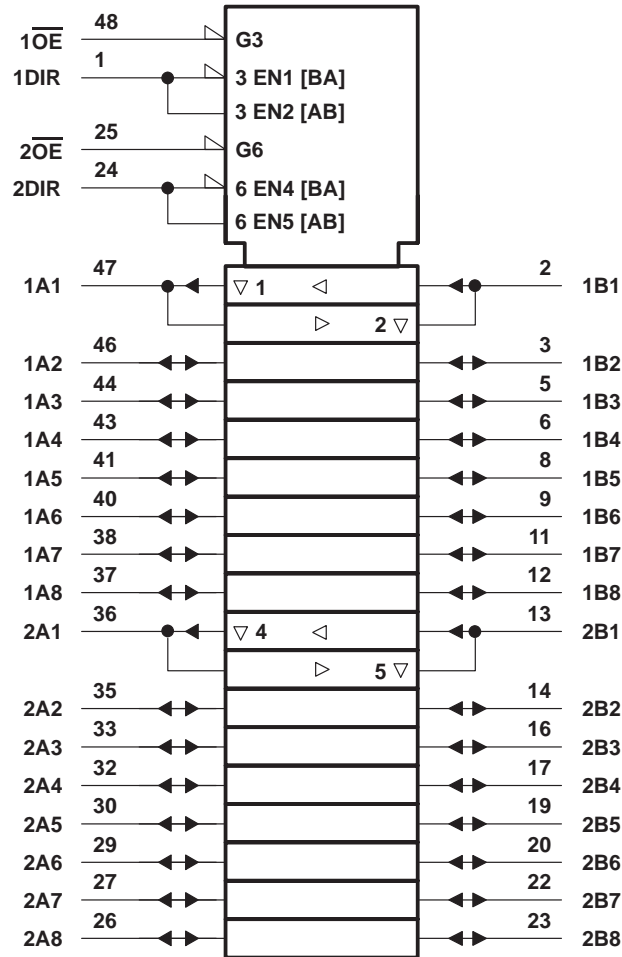 1O̅E̅ 48 G3
1DIR 1 3 EN1 [BA]
3 EN2 [AB]
2O̅E̅ 25 G6
2DIR 24 6 EN4 [BA]
6 EN5 [AB]
1A1 47 ▽ 1 ◁ 2 1B1
▷ 2 ▽
1A2 46 3 1B2
1A3 44 5 1B3
1A4 43 6 1B4
1A5 41 8 1B5
1A6 40 9 1B6
1A7 38 11 1B7
1A8 37 12 1B8
2A1 36 ▽ 4 ◁ 13 2B1
▷ 5 ▽
2A2 35 14 2B2
2A3 33 16 2B3
2A4 32 17 2B4
2A5 30 19 2B5
2A6 29 20 2B6
2A7 27 22 2B7
2A8 26 23 2B8